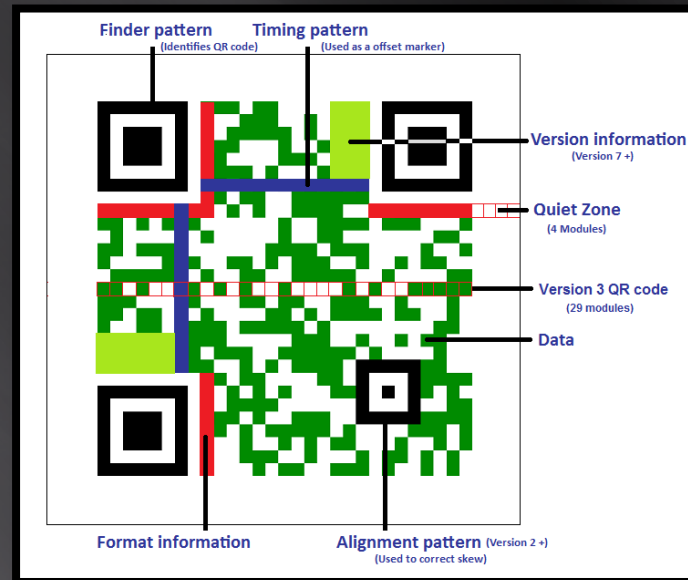 Finder pattern
(Identifies QR code)
Timing pattern
(Used as a offset marker)
Version information
(Version 7 +)
Quiet Zone
(4 Modules)
Version 3 QR code
(29 modules)
Data
Format information
Alignment pattern (Version 2 +)
(Used to correct skew)